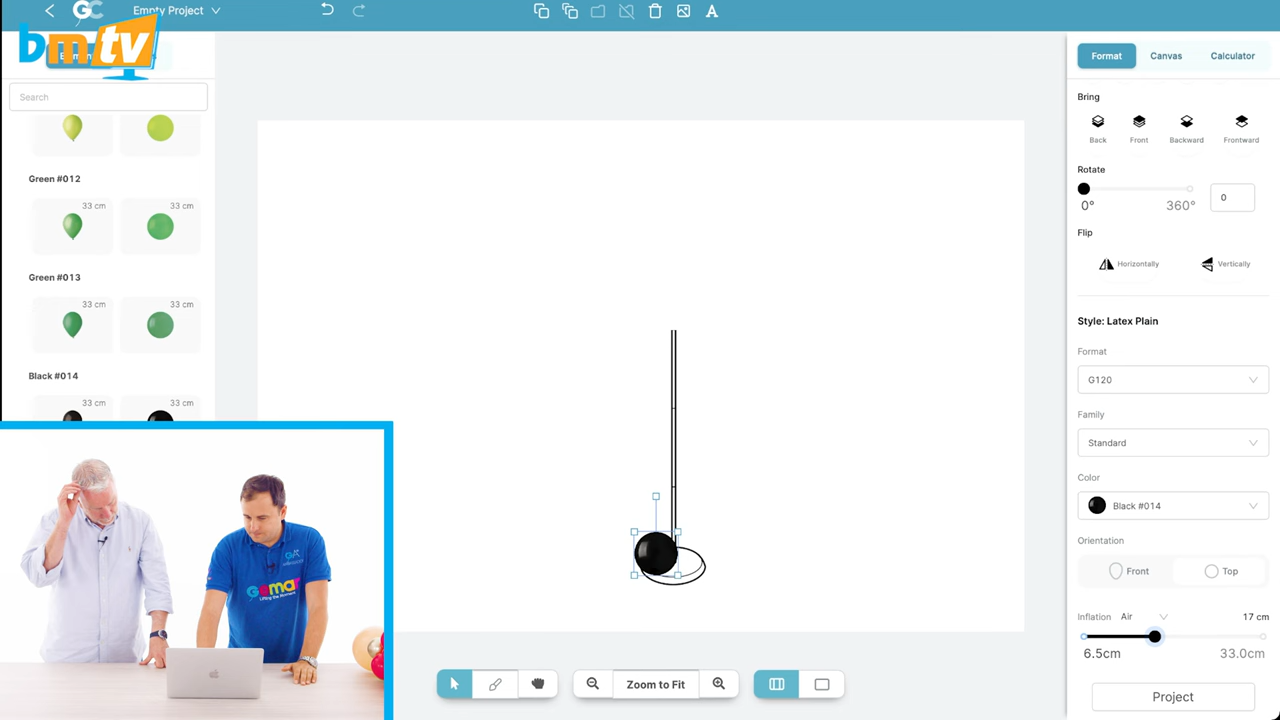 GC
Empty Project
bmtv
Search
Green #012
33 cm
33 cm
Green #013
33 cm
33 cm
Black #014
33 cm
33 cm
Gemar
Zoom to Fit
Format
Canvas
Calculator
Bring
Back
Front
Backward
Frontward
Rotate
0°
360°
0
Flip
Horizontally
Vertically
Style: Latex Plain
Format
G120
Family
Standard
Color
Black #014
Orientation
Front
Top
Inflation
Air
17 cm
6.5cm
33.0cm
Project